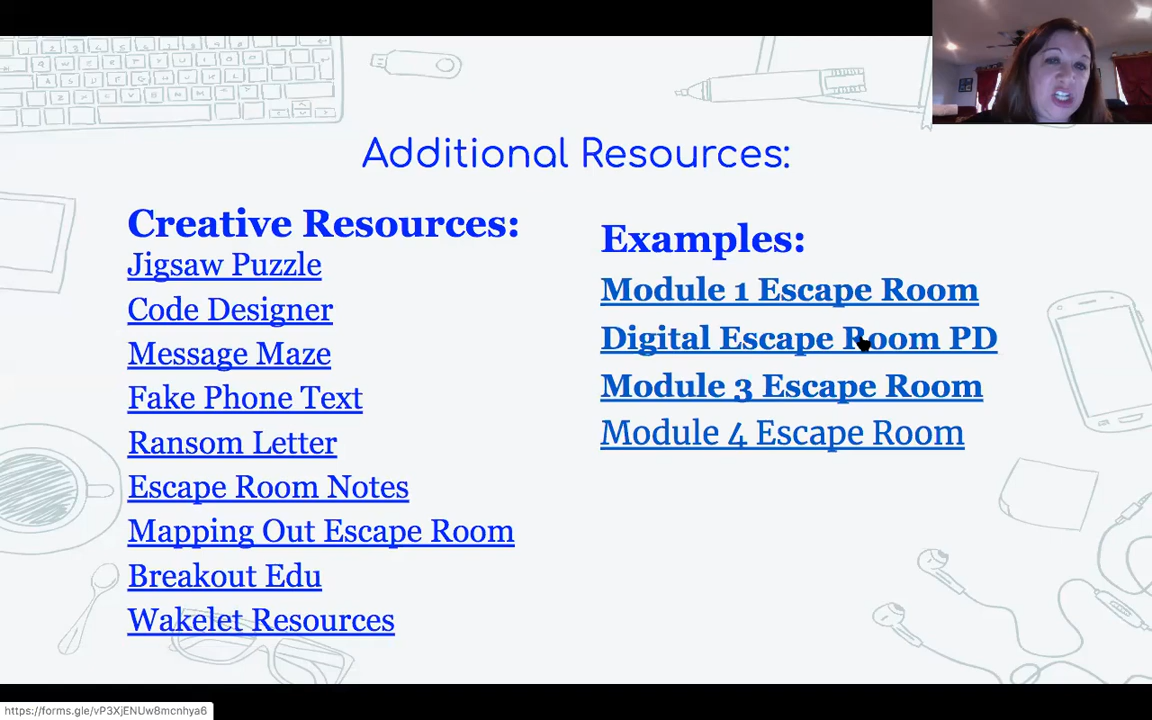 Additional Resources:
Creative Resources:
Jigsaw Puzzle
Code Designer
Message Maze
Fake Phone Text
Ransom Letter
Escape Room Notes
Mapping Out Escape Room
Breakout Edu
Wakelet Resources
Examples:
Module 1 Escape Room
Digital Escape Room PD
Module 3 Escape Room
Module 4 Escape Room
https://forms.gle/vP3XjENUw8mcnhya6